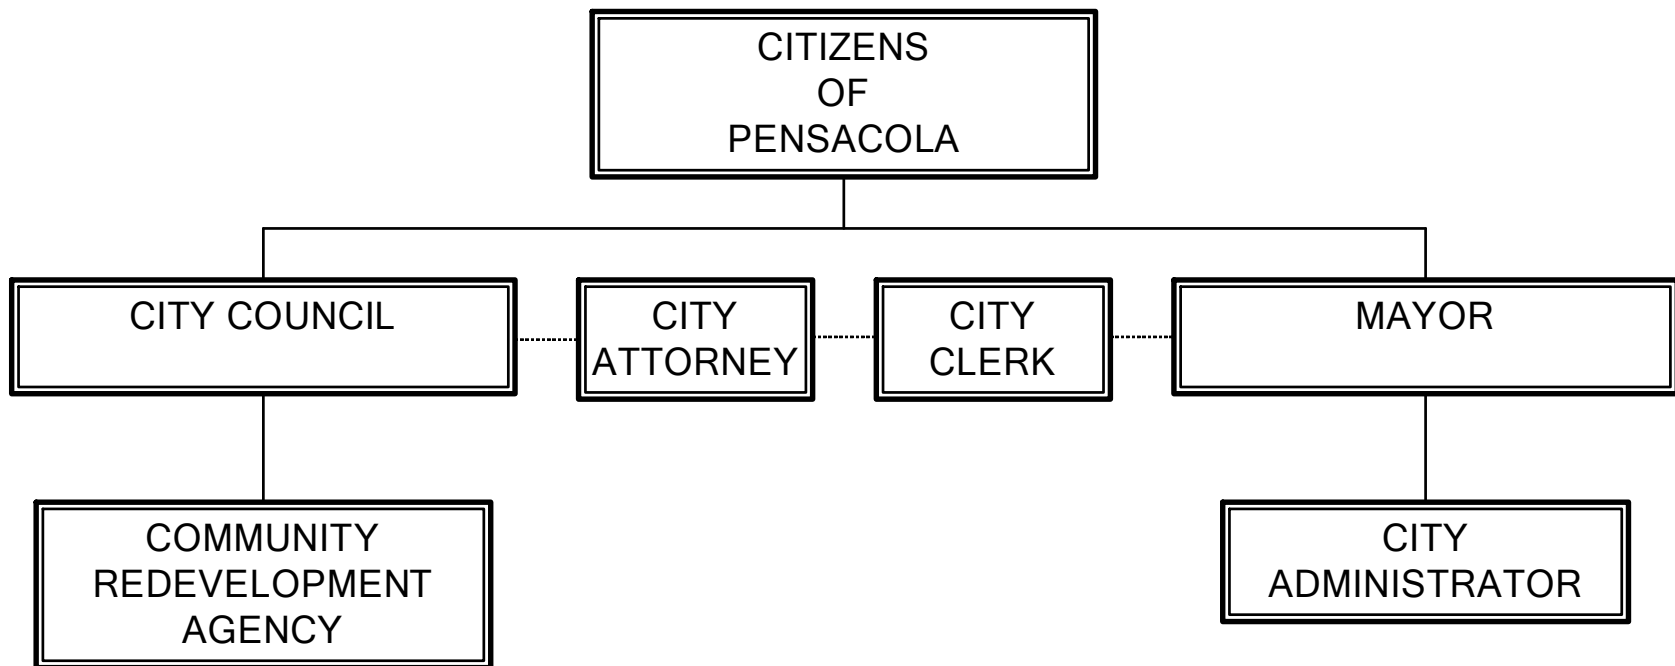 CITIZENS
OF
PENSACOLA
CITY COUNCIL
CITY
ATTORNEY
CITY
CLERK
MAYOR
COMMUNITY
REDEVELOPMENT
AGENCY
CITY
ADMINISTRATOR